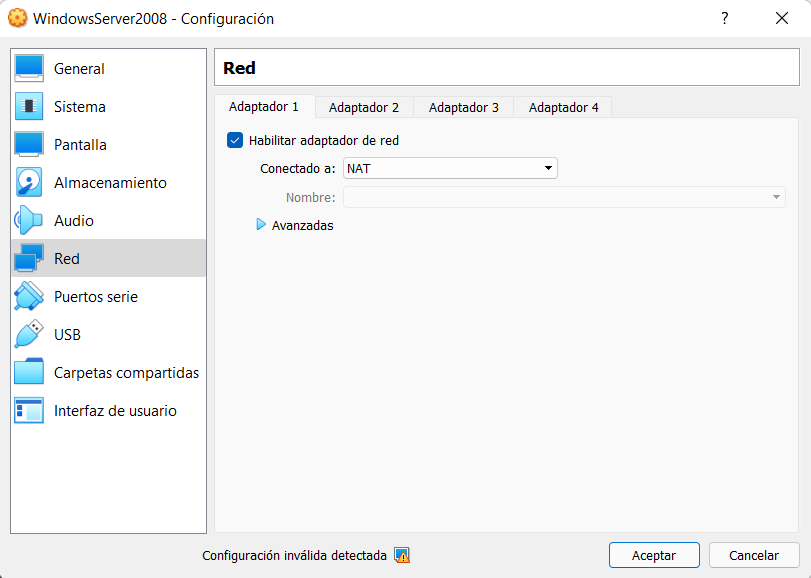 WindowsServer2008 - Configuración
?
General
Sistema
Pantalla
Almacenamiento
Audio
Red
Puertos serie
USB
Carpetas compartidas
Interfaz de usuario
Red
Adaptador 1
Adaptador 2
Adaptador 3
Adaptador 4
Habilitar adaptador de red
Conectado a: NAT
Nombre:
Avanzadas
Configuración inválida detectada
Aceptar
Cancelar